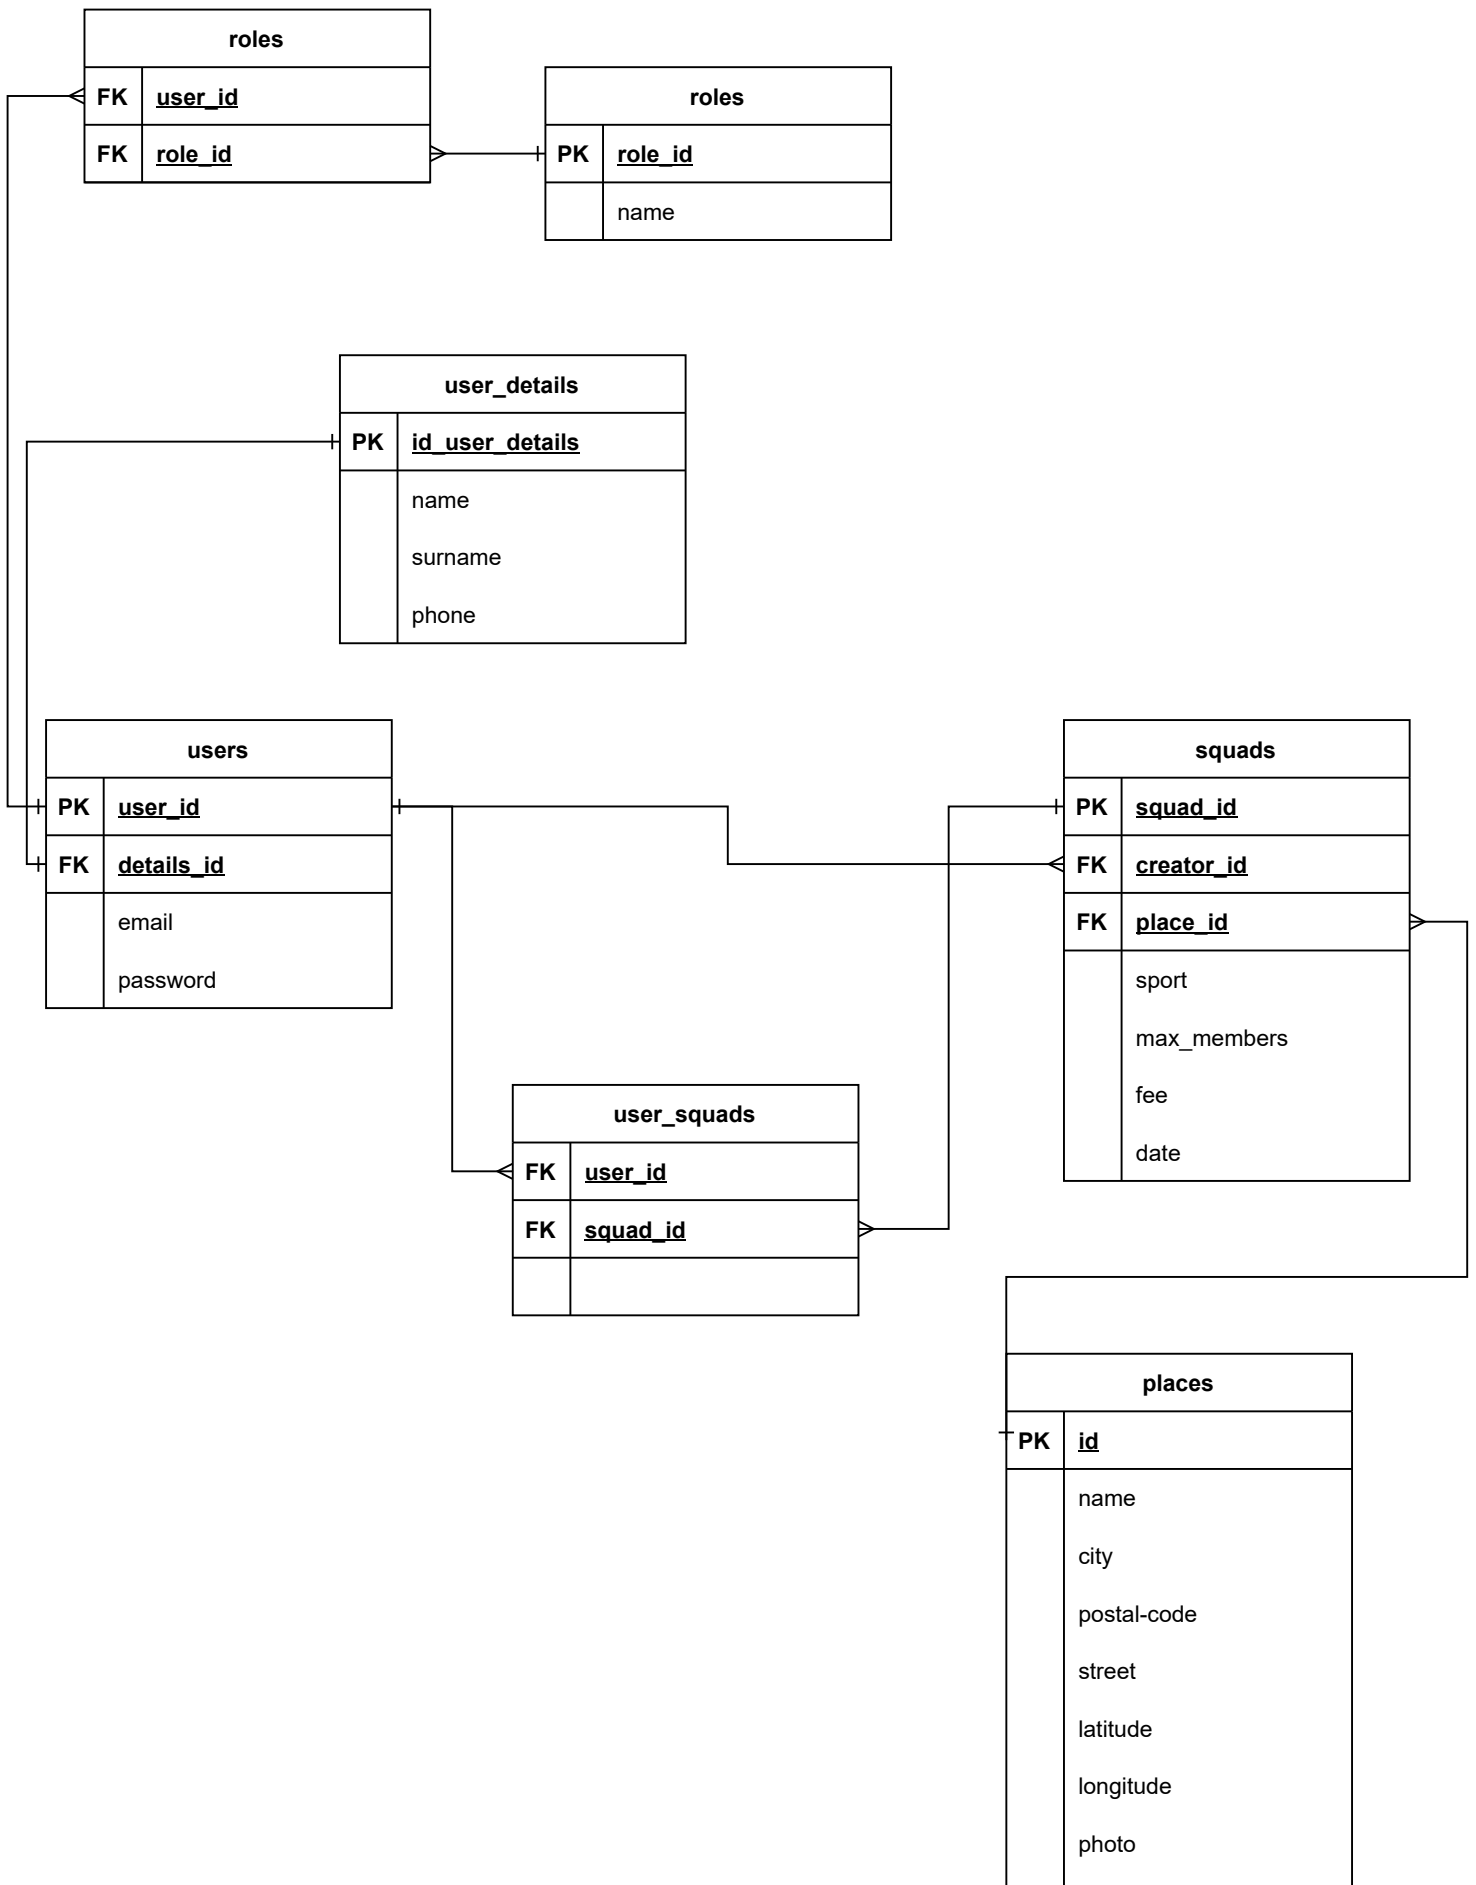 roles
FK user_id
FK role_id
roles
PK role_id
name
user_details
PK id_user_details
name
surname
phone
users
PK user_id
FK details_id
email
password
squads
PK squad_id
FK creator_id
FK place_id
sport
max_members
fee
date
user_squads
FK user_id
FK squad_id
places
PK id
name
city
postal-code
street
latitude
longitude
photo